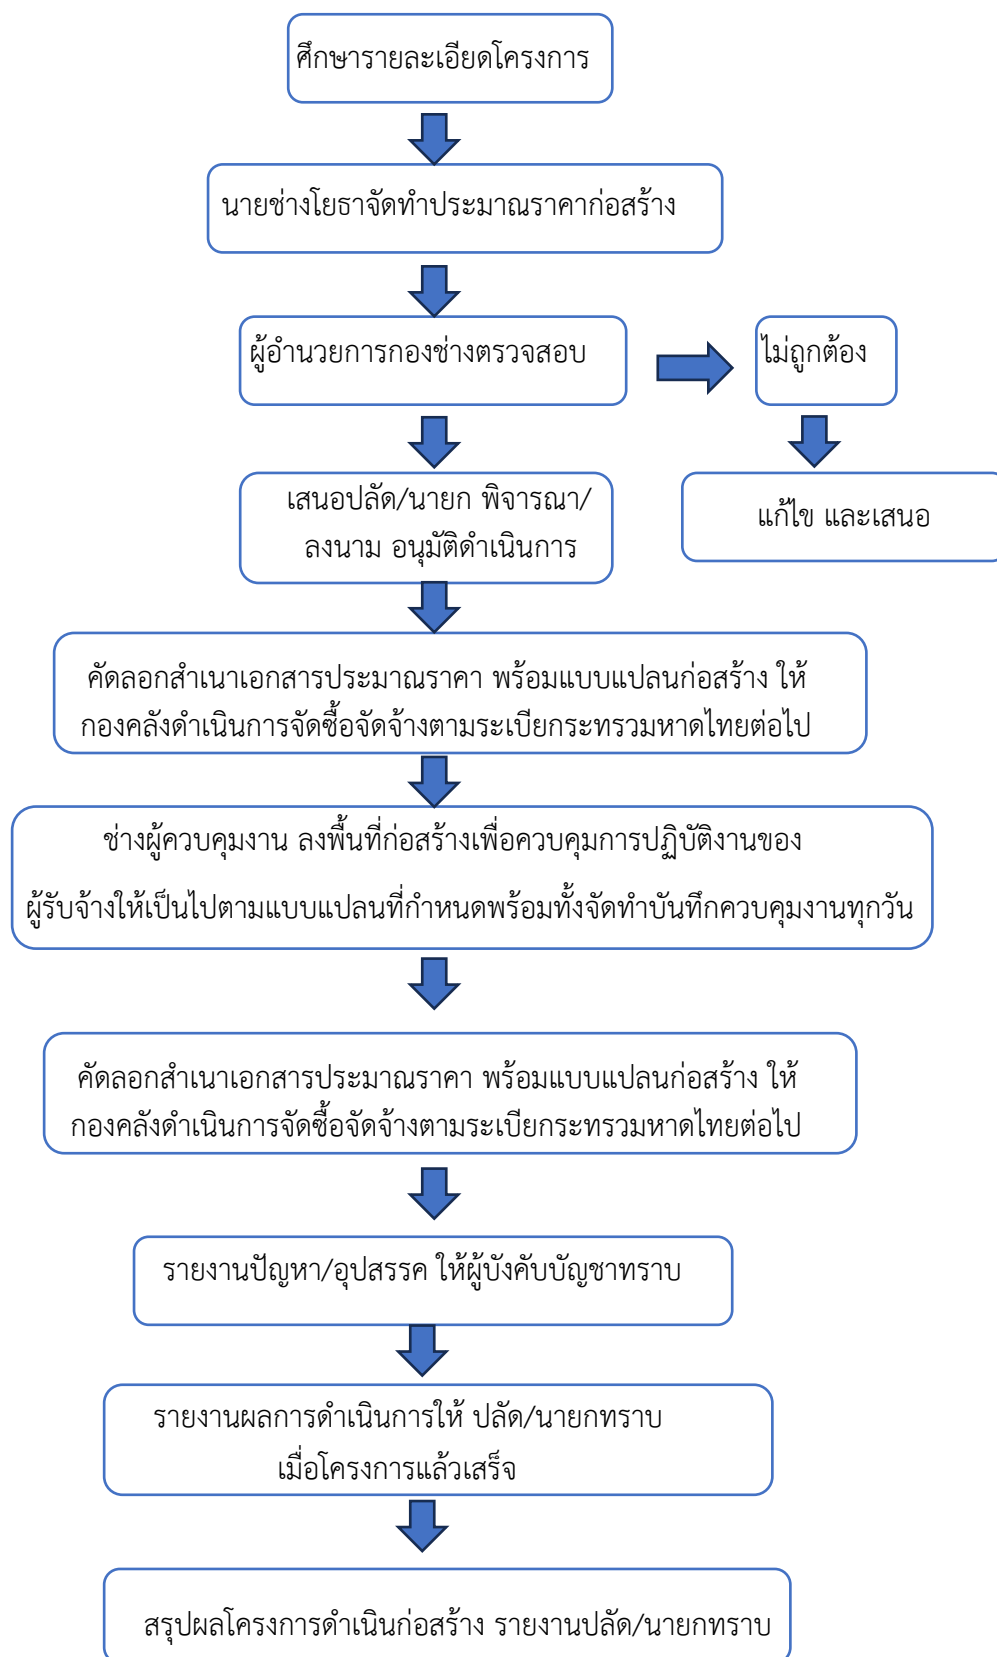 ศึกษารายละเอียดโครงการ
นายช่างโยธาจัดทำประมาณราคาก่อสร้าง
ผู้อำนวยการกองช่างตรวจสอบ
ไม่ถูกต้อง
เสนอปลัด/นายก พิจารณา/
ลงนาม อนุมัติดำเนินการ
แก้ไข และเสนอ
คัดลอกสำเนาเอกสารประมาณราคา พร้อมแบบแปลนก่อสร้าง ให้
กองคลังดำเนินการจัดซื้อจัดจ้างตามระเบียกระทรวมหาดไทยต่อไป
ช่างผู้ควบคุมงาน ลงพื้นที่ก่อสร้างเพื่อควบคุมการปฏิบัติงานของ
ผู้รับจ้างให้เป็นไปตามแบบแปลนที่กำหนดพร้อมทั้งจัดทำบันทึกควบคุมงานทุกวัน
คัดลอกสำเนาเอกสารประมาณราคา พร้อมแบบแปลนก่อสร้าง ให้
กองคลังดำเนินการจัดซื้อจัดจ้างตามระเบียกระทรวมหาดไทยต่อไป
รายงานปัญหา/อุปสรรค ให้ผู้บังคับบัญชาทราบ
รายงานผลการดำเนินการให้ ปลัด/นายกทราบ
เมื่อโครงการแล้วเสร็จ
สรุปผลโครงการดำเนินก่อสร้าง รายงานปลัด/นายกทราบ